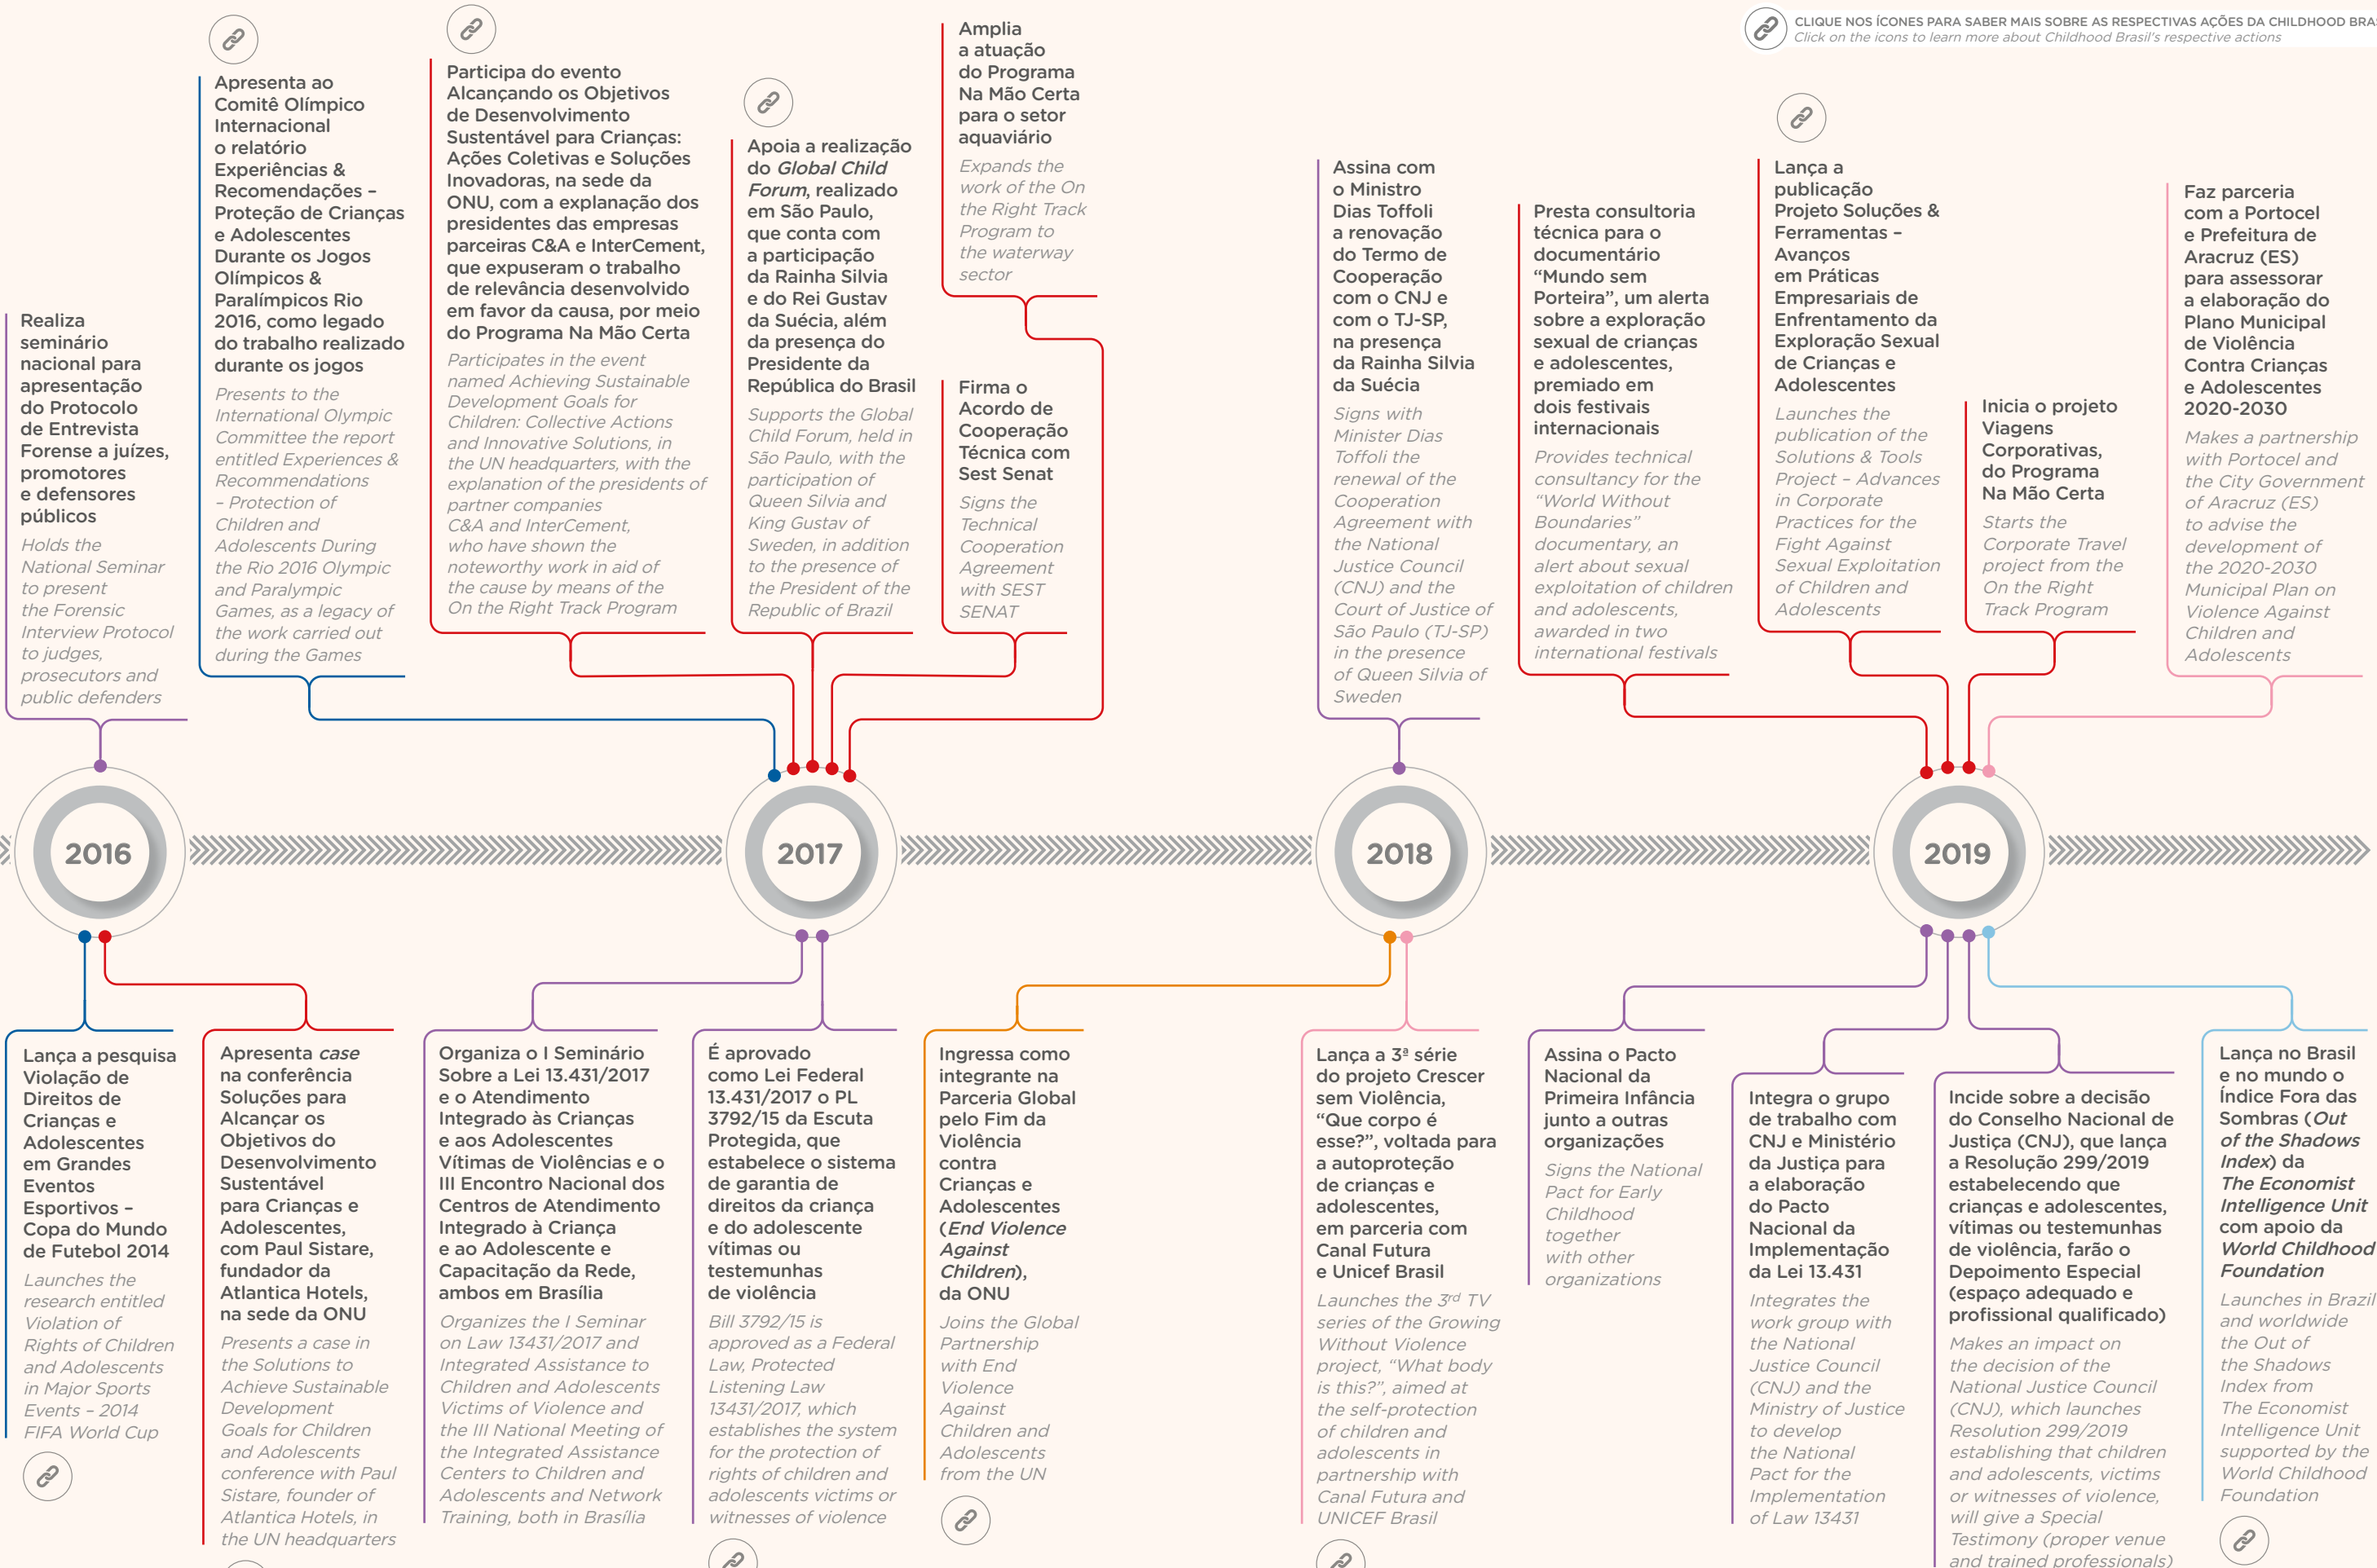 CLIQUE NOS ÍCONES PARA SABER MAIS SOBRE AS RESPECTIVAS AÇÕES DA CHILDHOOD
Click on the icons to learn more about Childhood Brasil's respective actions
Realiza
seminário
nacional para
apresentação
do Protocolo
de Entrevista
Forense a juízes,
promotores
e defensores
públicos
Holds the
National Seminar
to present
the Forensic
Interview Protocol
to judges,
prosecutors and
public defenders
Apresenta ao
Comitê Olímpico
Internacional
o relatório
Experiências &
Recomendações –
Proteção de Crianças
e Adolescentes
Durante os Jogos
Olímpicos &
Paralímpicos Rio
2016, como legado
do trabalho realizado
durante os jogos
Presents to the
International Olympic
Committee the report
entitled Experiences &
Recommendations
– Protection of
Children and
Adolescents During
the Rio 2016 Olympic
and Paralympic
Games, as a legacy of
the work carried out
during the Games
Participa do evento
Alcançando os Objetivos
de Desenvolvimento
Sustentável para Crianças:
Ações Coletivas e Soluções
Inovadoras, na sede da
ONU, com a explanação dos
presidentes das empresas
parceiras C&A e InterCement,
que expuseram o trabalho
de relevância desenvolvido
em favor da causa, por meio
do Programa Na Mão Certa
Participates in the event
named Achieving Sustainable
Development Goals for
Children: Collective Actions
and Innovative Solutions, in
the UN headquarters, with the
explanation of the presidents of
partner companies
C&A and InterCement,
who have shown the
noteworthy work in aid of
the cause by means of the
On the Right Track Program
Apoia a realização
do Global Child
Forum, realizado
em São Paulo,
que conta com
a participação
da Rainha Silvia
e do Rei Gustav
da Suécia, além
da presença do
Presidente da
República do Brasil
Supports the Global
Child Forum, held in
São Paulo, with the
participation of
Queen Silvia and
King Gustav of
Sweden, in addition
to the presence of
the President of the
Republic of Brazil
Amplia
a atuação
do Programa
Na Mão Certa
para o setor
aquaviário
Expands the
work of the On
the Right Track
Program to
the waterway
sector
Firma o
Acordo de
Cooperação
Técnica com
Sest Senat
Signs the
Technical
Cooperation
Agreement
with SEST
SENAT
Assina com
o Ministro
Dias Toffoli
a renovação
do Termo de
Cooperação
com o CNJ e
com o TJ-SP,
na presença
da Rainha Silvia
da Suécia
Signs with
Minister Dias
Toffoli the
renewal of the
Cooperation
Agreement with
the National
Justice Council
(CNJ) and the
Court of Justice of
São Paulo (TJ-SP)
in the presence
of Queen Silvia of
Sweden
Presta consultoria
técnica para o
documentário
“Mundo sem
Porteira”, um alerta
sobre a exploração
sexual de crianças
e adolescentes,
premiado em
dois festivais
internacionais
Provides technical
consultancy for the
“World Without
Boundaries”
documentary, an
alert about sexual
exploitation of children
and adolescents,
awarded in two
international festivals
Lança a
publicação
Projeto Soluções &
Ferramentas –
Avanços
em Práticas
Empresariais de
Enfrentamento da
Exploração Sexual
de Crianças e
Adolescentes
Launches the
publication of the
Solutions & Tools
Project – Advances
in Corporate
Practices for the
Fight Against
Sexual Exploitation
of Children and
Adolescents
Inicia o projeto
Viagens
Corporativas,
do Programa
Na Mão Certa
Starts the
Corporate Travel
project from the
On the Right
Track Program
Faz parceria
com a Portocel
e Prefeitura de
Aracruz (ES)
para assessorar
a elaboração do
Plano Municipal
de Violência
Contra Crianças
e Adolescentes
2020-2030
Makes a partnership
with Portocel and
the City Government
of Aracruz (ES)
to advise the
development of
the 2020-2030
Municipal Plan on
Violence Against
Children and
Adolescents
2016
2017
2018
2019
Lança a pesquisa
Violação de
Direitos de
Crianças e
Adolescentes
em Grandes
Eventos
Esportivos –
Copa do Mundo
de Futebol 2014
Launches the
research entitled
Violation of
Rights of Children
and Adolescents
in Major Sports
Events – 2014
FIFA World Cup
Apresenta case
na conferência
Soluções para
Alcançar os
Objetivos do
Desenvolvimento
Sustentável
para Crianças e
Adolescentes,
com Paul Sistare,
fundador da
Atlantica Hotels,
na sede da ONU
Presents a case in
the Solutions to
Achieve Sustainable
Development
Goals for Children
and Adolescents
conference with Paul
Sistare, founder of
Atlantica Hotels, in
the UN headquarters
Organiza o I Seminário
Sobre a Lei 13.431/2017
e o Atendimento
Integrado às Crianças
e aos Adolescentes
Vítimas de Violências e o
III Encontro Nacional dos
Centros de Atendimento
Integrado à Criança
e ao Adolescente e
Capacitação da Rede,
ambos em Brasília
Organizes the I Seminar
on Law 13431/2017 and
Integrated Assistance to
Children and Adolescents
Victims of Violence and
the III National Meeting of
the Integrated Assistance
Centers to Children and
Adolescents and Network
Training, both in Brasília
É aprovado
como Lei Federal
13.431/2017 o PL
3792/15 da Escuta
Protegida, que
estabelece o sistema
de garantia de
direitos da criança
e do adolescente
vítimas ou
testemunhas
de violência
Bill 3792/15 is
approved as a Federal
Law, Protected
Listening Law
13431/2017, which
establishes the system
for the protection of
rights of children and
adolescents victims or
witnesses of violence
Ingressa como
integrante na
Parceria Global
pelo Fim da
Violência
contra
Crianças e
Adolescentes
(End Violence
Against
Children),
da ONU
Joins the Global
Partnership
with End
Violence
Against
Children and
Adolescents
from the UN
Lança a 3ª série
do projeto Crescer
sem Violência,
“Que corpo é
esse?”, voltada para
a autoproteção
de crianças e
adolescentes,
em parceria com
Canal Futura
e Unicef Brasil
Launches the 3rd TV
series of the Growing
Without Violence
project, “What body
is this?”, aimed at
the self-protection
of children and
adolescents in
partnership with
Canal Futura and
UNICEF Brasil
Assina o Pacto
Nacional da
Primeira Infância
junto a outras
organizações
Signs the National
Pact for Early
Childhood
together
with other
organizations
Integra o grupo
de trabalho com
CNJ e Ministério
da Justiça para
a elaboração
do Pacto
Nacional da
Implementação
da Lei 13.431
Integrates the
work group with
the National
Justice Council
(CNJ) and the
Ministry of Justice
to develop
the National
Pact for the
Implementation
of Law 13431
Incide sobre a decisão
do Conselho Nacional de
Justiça (CNJ), que lança
a Resolução 299/2019
estabelecendo que
crianças e adolescentes,
vítimas ou testemunhas
de violência, farão o
Depoimento Especial
(espaço adequado e
profissional qualificado)
Makes an impact on
the decision of the
National Justice Council
(CNJ), which launches
Resolution 299/2019
establishing that children
and adolescents, victims
or witnesses of violence,
will give a Special
Testimony (proper venue
and trained professionals)
Lança no Brasil
e no mundo o
Índice Fora das
Sombras (Out
of the Shadows
Index) da
The Economist
Intelligence Unit
com apoio da
World Childhood
Foundation
Launches in Brazil
and worldwide
the Out of
the Shadows
Index from
The Economist
Intelligence Unit
supported by the
World Childhood
Foundation